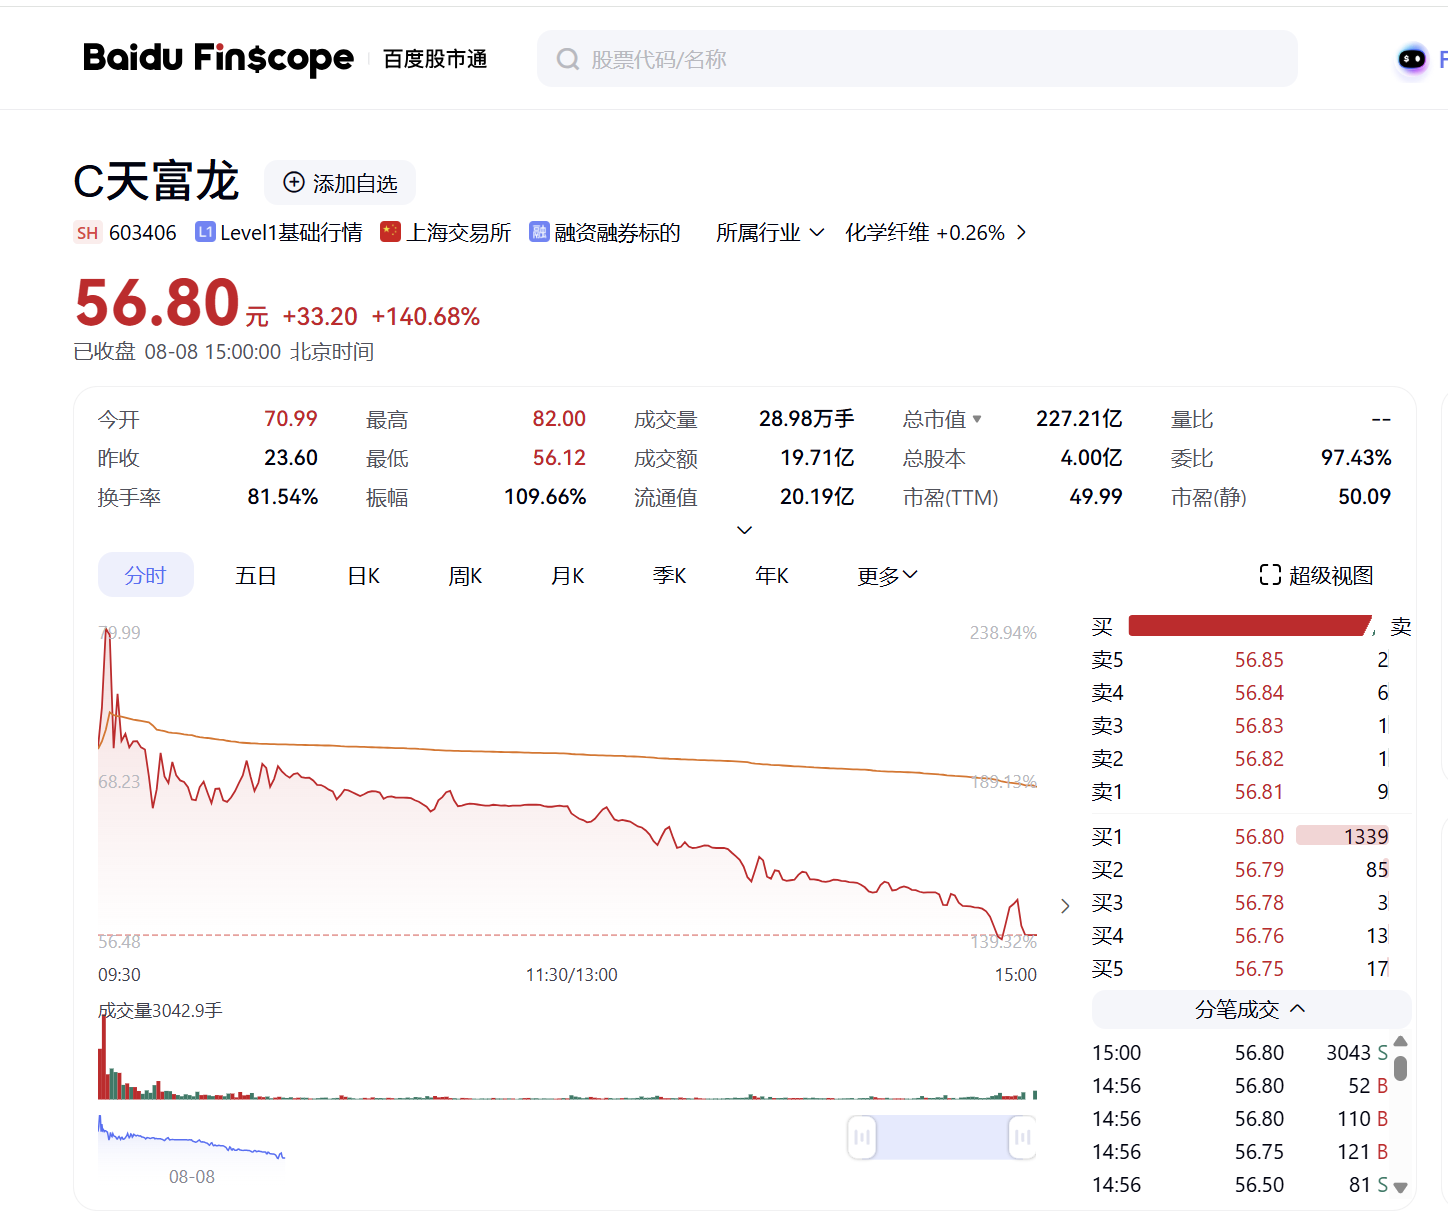 Baidu Fin$cope 百度股市通 股票代码/名称
C天富龙 添加自选
SH 603406 L1 Level1基础行情 上海交易所 融 融资融券标的 所属行业 化学纤维 +0.26%
56.80 元 +33.20 +140.68%
已收盘 08-08 15:00:00 北京时间
今开 70.99 最高 82.00 成交量 28.98万手 总市值 227.21亿 量比 --
昨收 23.60 最低 56.12 成交额 19.71亿 总股本 4.00亿 委比 97.43%
换手率 81.54% 振幅 109.66% 流通值 20.19亿 市盈(TTM) 49.99 市盈(静) 50.09
分时 五日 日K 周K 月K 季K 年K 更多 超级视图
79.99 238.94%
68.23 189.13%
56.48 139.32%
09:30 11:30/13:00 15:00
成交量3042.9手
08-08
买 卖
卖5 56.85 2
卖4 56.84 6
卖3 56.83 1
卖2 56.82 1
卖1 56.81 9
买1 56.80 1339
买2 56.79 85
买3 56.78 3
买4 56.76 13
买5 56.75 17
分笔成交
15:00 56.80 3043 S
14:56 56.80 52 B
14:56 56.80 110 B
14:56 56.75 121 B
14:56 56.50 81 S